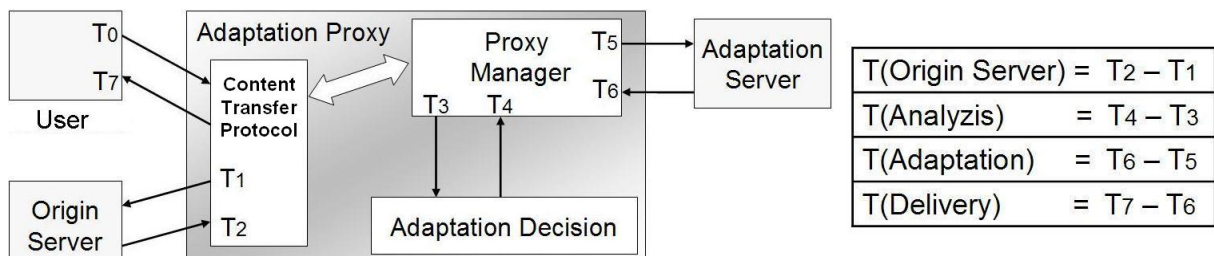 T0
T7
User
Origin
Server
Adaptation Proxy
Content
Transfer
Protocol
T1
T2
Proxy
Manager
T5
T6
T3 T4
Adaptation Decision
Adaptation
Server
T(Origin Server) = T2 – T1
T(Analyzis) = T4 – T3
T(Adaptation) = T6 – T5
T(Delivery) = T7 – T6